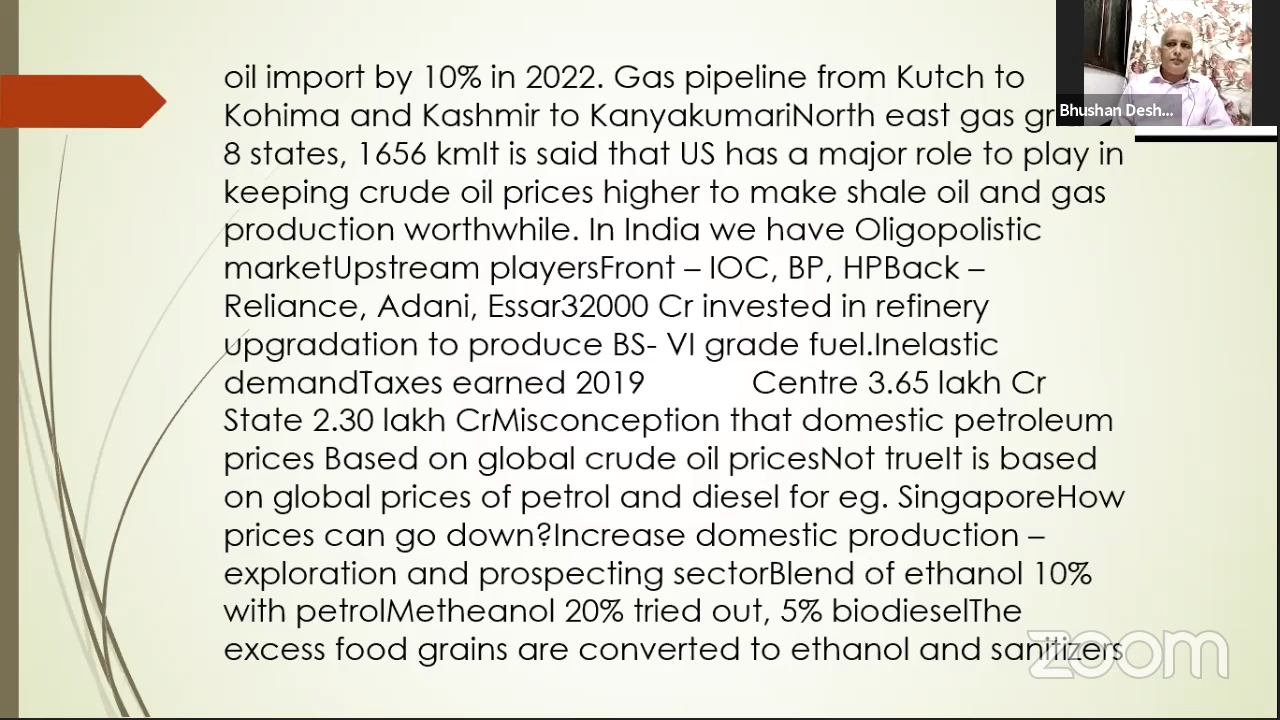 oil import by 10% in 2022. Gas pipeline from Kutch to
Kohima and Kashmir to KanyakumariNorth east gas gr
8 states, 1656 kmIt is said that US has a major role to play in
keeping crude oil prices higher to make shale oil and gas
production worthwhile. In India we have Oligopolistic
marketUpstream playersFront – IOC, BP, HPBack –
Reliance, Adani, Essar32000 Cr invested in refinery
upgradation to produce BS- VI grade fuel.Inelastic
demandTaxes earned 2019 Centre 3.65 lakh Cr
State 2.30 lakh CrMisconception that domestic petroleum
prices Based on global crude oil pricesNot trueIt is based
on global prices of petrol and diesel for eg. SingaporeHow
prices can go down?Increase domestic production –
exploration and prospecting sectorBlend of ethanol 10%
with petrolMetheanol 20% tried out, 5% biodieselThe
excess food grains are converted to ethanol and sanitizers
Bhushan Desh...
zoom